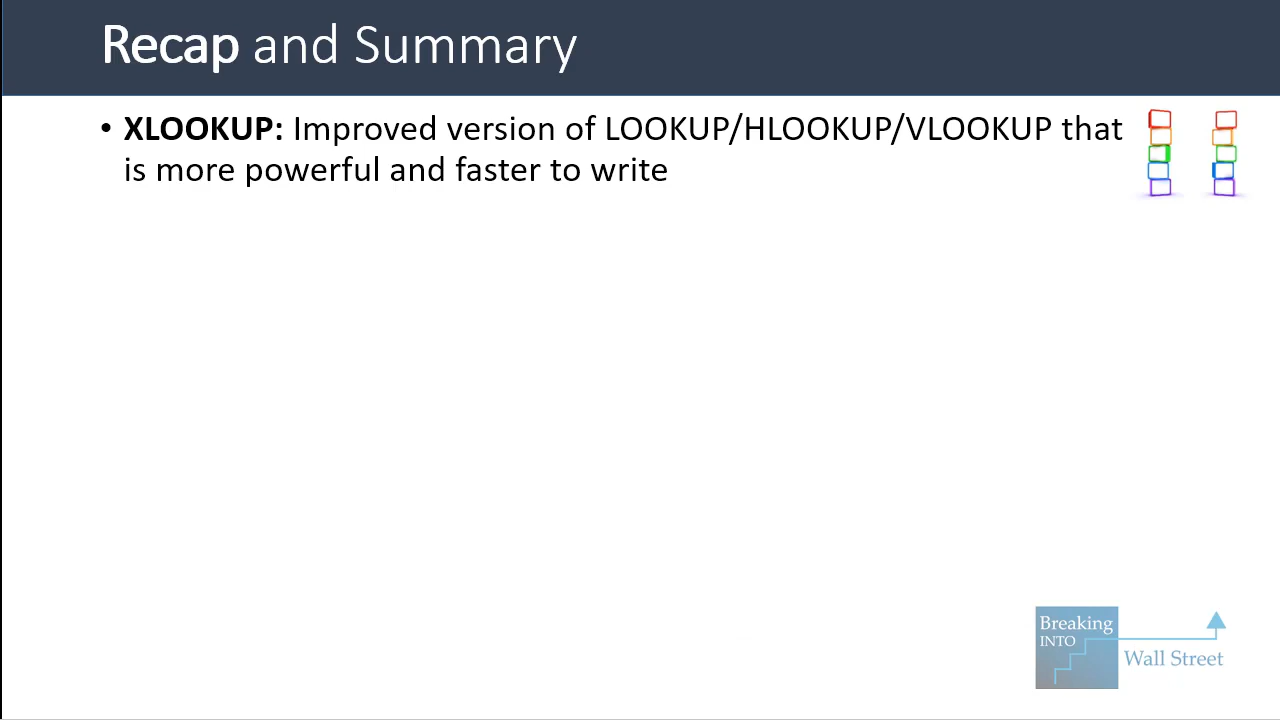 Recap and Summary
• XLOOKUP: Improved version of LOOKUP/HLOOKUP/VLOOKUP that
is more powerful and faster to write
Breaking
INTO
Wall Street